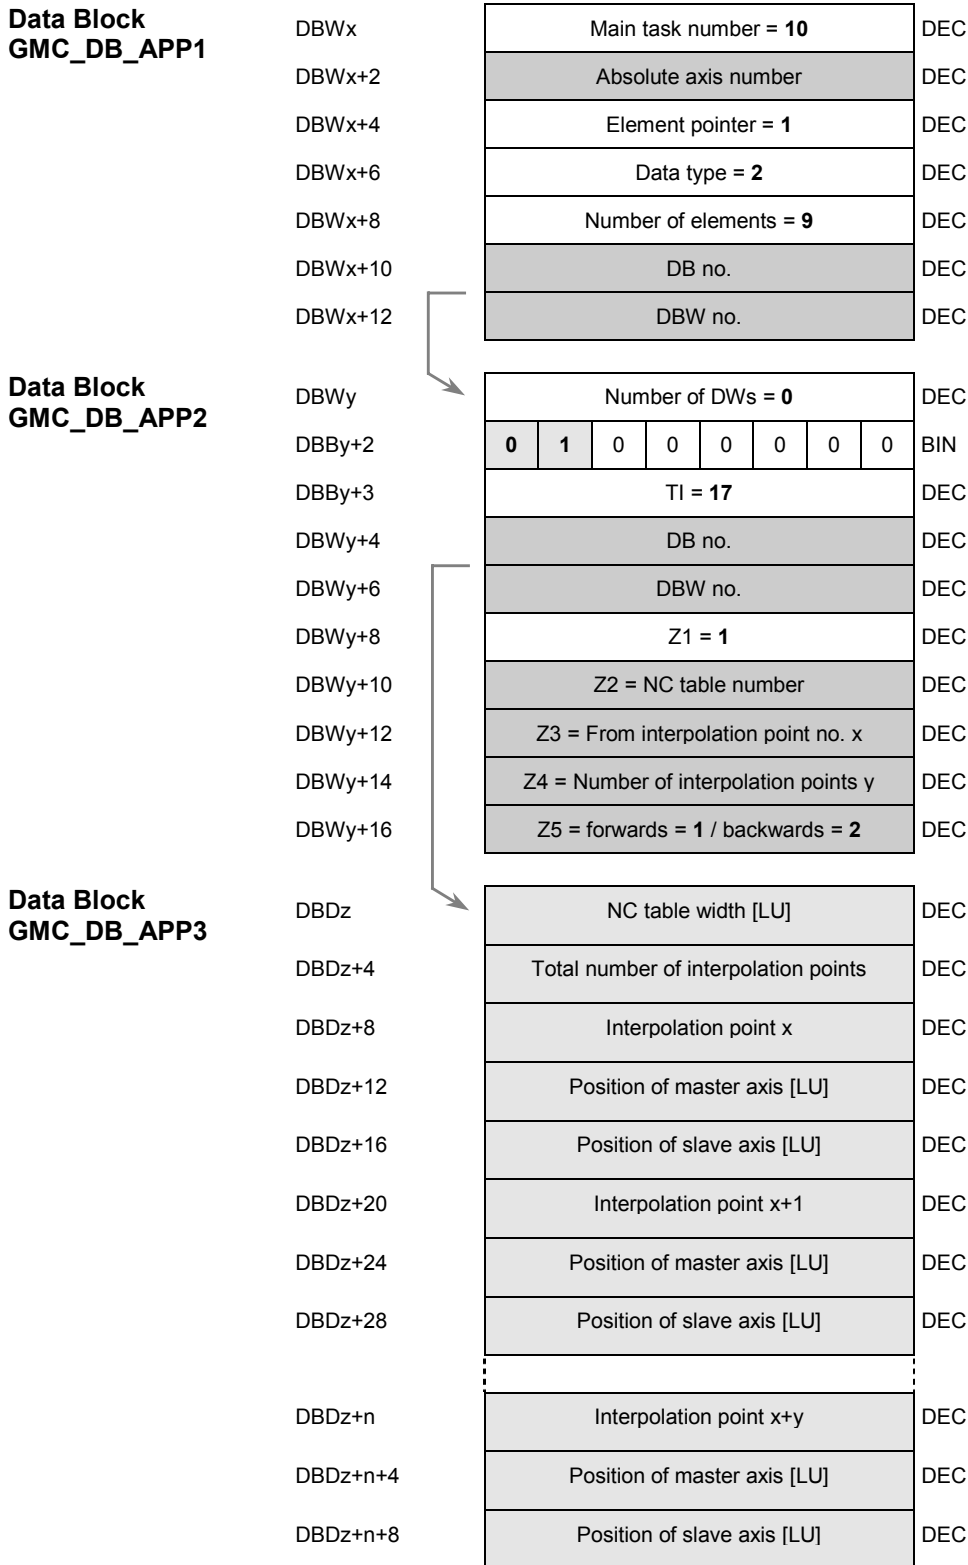 Data Block
GMC_DB_APP1
DBWx Main task number = 10 DEC
DBWx+2 Absolute axis number DEC
DBWx+4 Element pointer = 1 DEC
DBWx+6 Data type = 2 DEC
DBWx+8 Number of elements = 9 DEC
DBWx+10 DB no. DEC
DBWx+12 DBW no. DEC
Data Block
GMC_DB_APP2
DBWy Number of DWs = 0 DEC
DBBy+2 0 1 0 0 0 0 0 0 BIN
DBBy+3 TI = 17 DEC
DBWy+4 DB no. DEC
DBWy+6 DBW no. DEC
DBWy+8 Z1 = 1 DEC
DBWy+10 Z2 = NC table number DEC
DBWy+12 Z3 = From interpolation point no. x DEC
DBWy+14 Z4 = Number of interpolation points y DEC
DBWy+16 Z5 = forwards = 1 / backwards = 2 DEC
Data Block
GMC_DB_APP3
DBDz NC table width [LU] DEC
DBDz+4 Total number of interpolation points DEC
DBDz+8 Interpolation point x DEC
DBDz+12 Position of master axis [LU] DEC
DBDz+16 Position of slave axis [LU] DEC
DBDz+20 Interpolation point x+1 DEC
DBDz+24 Position of master axis [LU] DEC
DBDz+28 Position of slave axis [LU] DEC
DBDz+n Interpolation point x+y DEC
DBDz+n+4 Position of master axis [LU] DEC
DBDz+n+8 Position of slave axis [LU] DEC